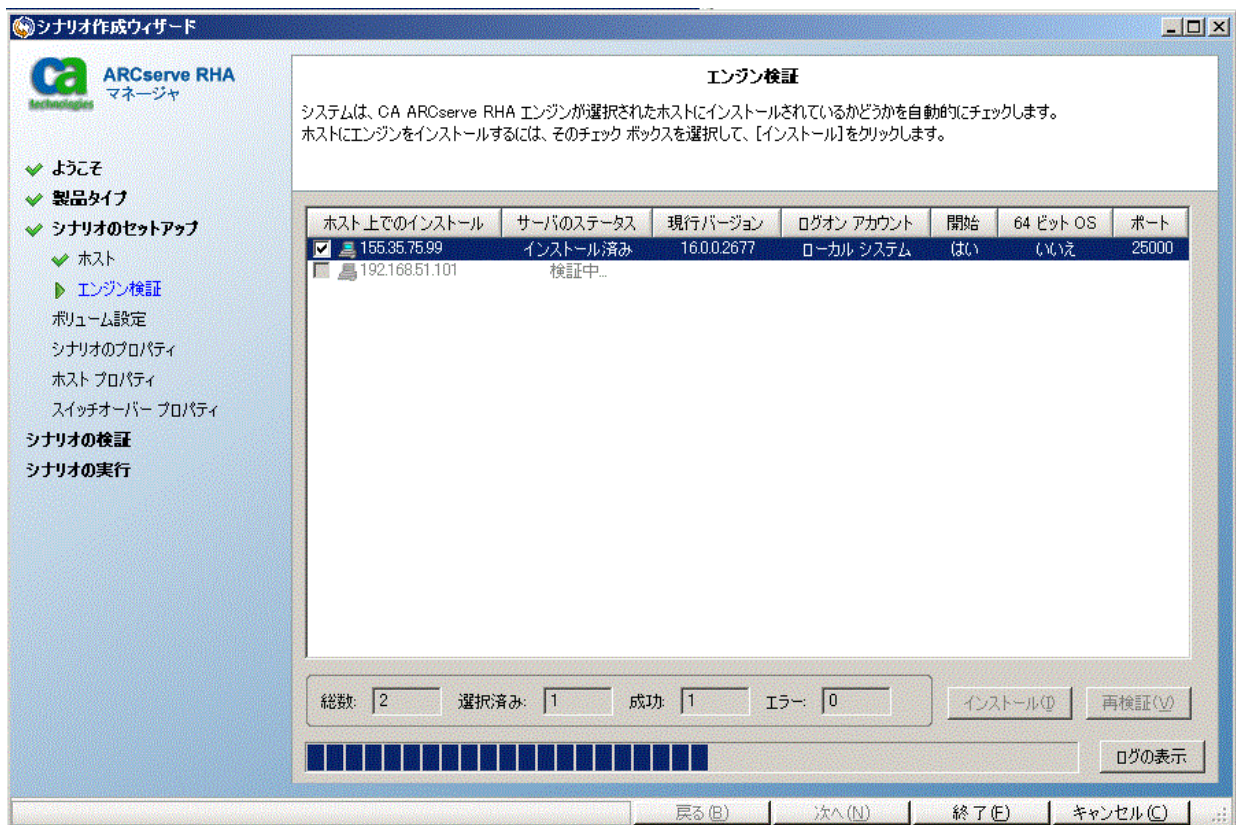 シナリオ作成ウィザード
ca
technologies
ARCserve RHA
マネージャ
ようこそ
製品タイプ
シナリオのセットアップ
ホスト
エンジン検証
ボリューム設定
シナリオのプロパティ
ホスト プロパティ
スイッチオーバー プロパティ
シナリオの検証
シナリオの実行
エンジン検証
システムは、CA ARCserve RHA エンジンが選択されたホストにインストールされているかどうかを自動的にチェックします。
ホストにエンジンをインストールするには、そのチェック ボックスを選択して、[インストール]をクリックします。
ホスト上でのインストール サーバのステータス 現行バージョン ログオン アカウント 開始 64 ビット OS ポート
155.35.75.99 インストール済み 16.0.0.2677 ローカル システム はい いいえ 25000
192.168.51.101 検証中...
総数: 2 選択済み: 1 成功: 1 エラー: 0 インストール(I) 再検証(V)
ログの表示
戻る(B) 次へ(N) 終了(F) キャンセル(C)